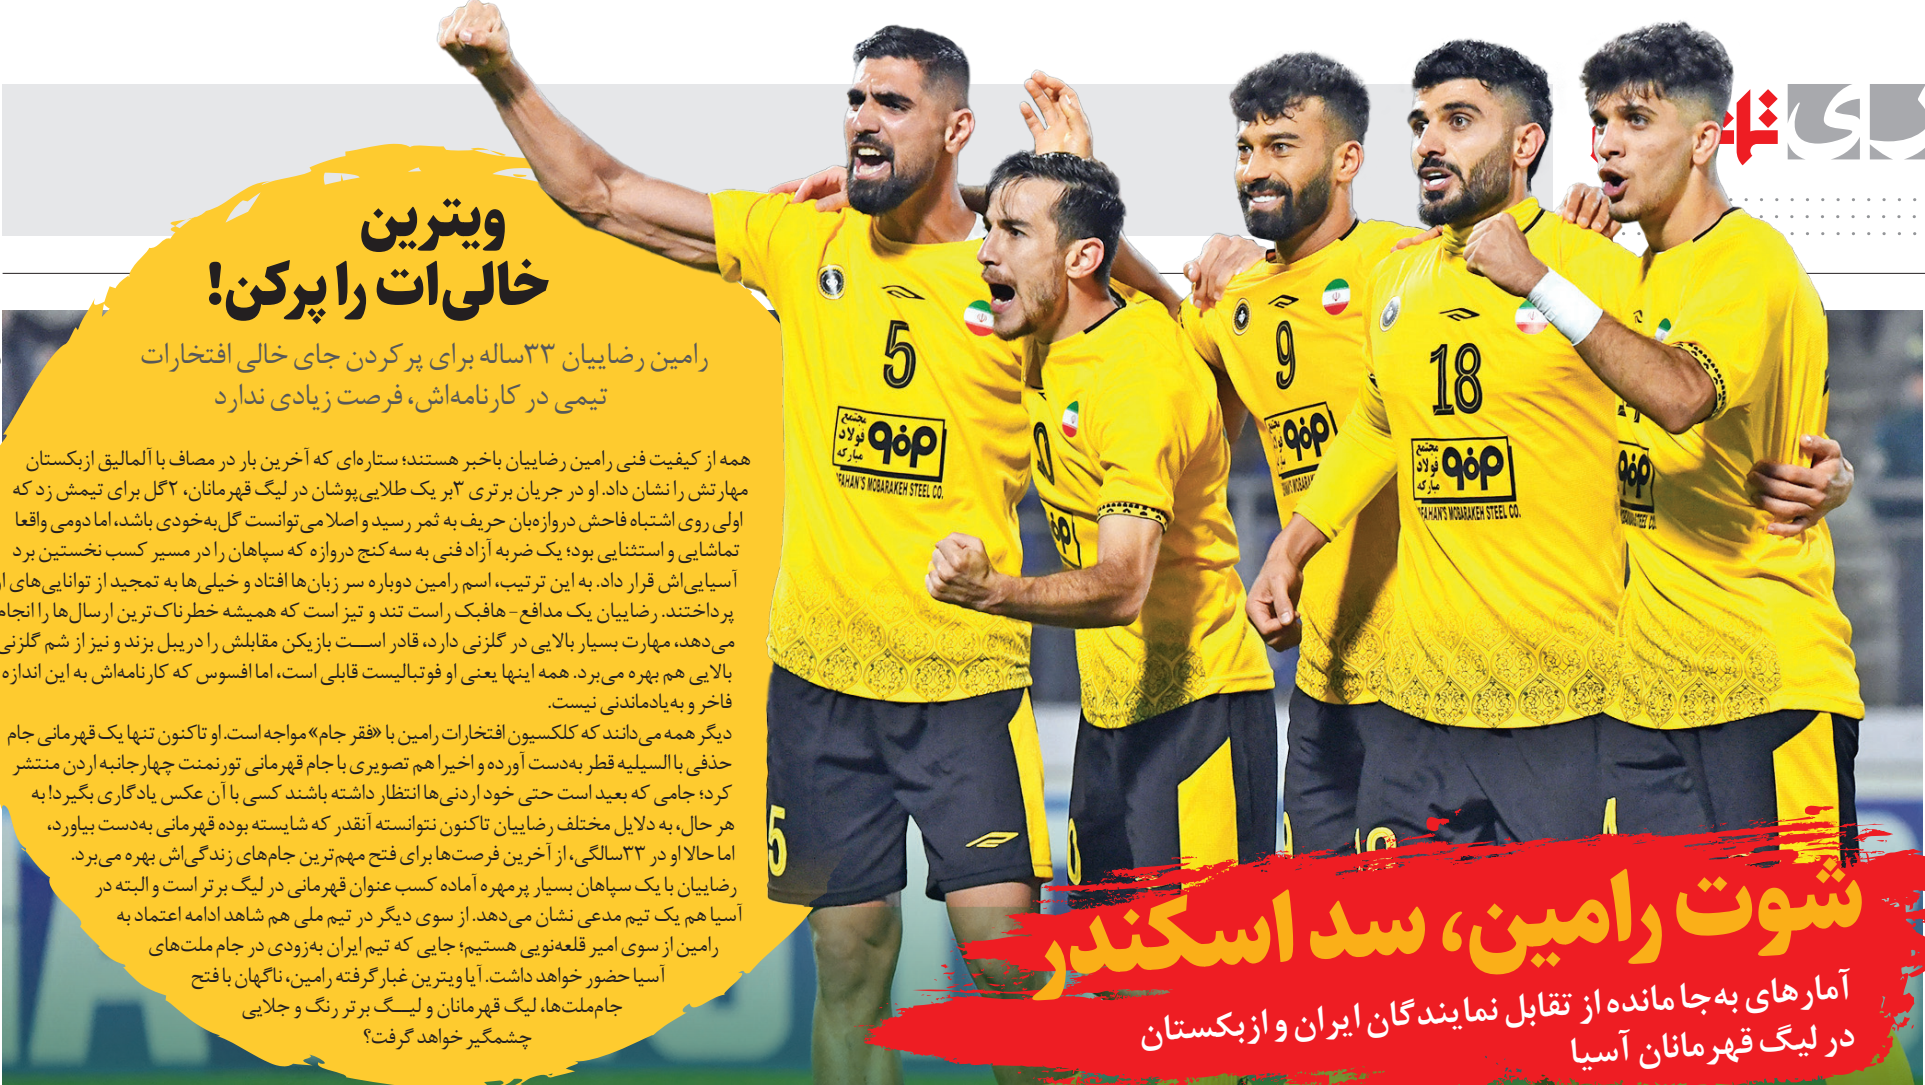 ویترین
خالی‌ات را پرکن!
رامین رضاییان ۳۳ساله برای پر کردن جای خالی افتخارات
تیمی در کارنامه‌اش، فرصت زیادی ندارد
همه از کیفیت فنی رامین رضاییان باخبر هستند؛ ستاره‌ای که آخرین بار در مصاف با آلمالیق ازبکستان
مهارتش را نشان داد. او در جریان برتری ۳بر یک طلایی‌پوشان در لیگ قهرمانان، ۲گل برای تیمش زد که
اولی روی اشتباه فاحش دروازه‌بان حریف به ثمر رسید و اصلا می‌توانست گل‌به‌خودی باشد، اما دومی واقعا
تماشایی و استثنایی بود؛ یک ضربه آزاد فنی به سه‌کنج دروازه که سپاهان را در مسیر کسب نخستین برد
آسیایی‌اش قرار داد. به این ترتیب، اسم رامین دوباره سر زبان‌ها افتاد و خیلی‌ها به تمجید از توانایی‌های
پرداختند. رضاییان یک مدافع- هافبک راست تند و تیز است که همیشه خطرناک‌ترین ارسال‌ها را انجام
می‌دهد، مهارت بسیار بالایی در گلزنی دارد، قادر اســت بازیکن مقابلش را دریبل بزند و نیز از شم گلزنی
بالایی هم بهره می‌برد. همه اینها یعنی او فوتبالیست قابلی است، اما افسوس که کارنامه‌اش به این اندازه
فاخر و به‌یادماندنی نیست.
دیگر همه می‌دانند که کلکسیون افتخارات رامین با «فقر جام» مواجه است. او تاکنون تنها یک قهرمانی جام
حذفی با السیلیه قطر به‌دست آورده و اخیرا هم تصویری با جام قهرمانی تورنمنت چهارجانبه اردن منتشر
کرد؛ جامی که بعید است حتی خود اردنی‌ها انتظار داشته باشند کسی با آن عکس یادگاری بگیرد! به
هر حال، به دلایل مختلف رضاییان تاکنون نتوانسته آنقدر که شایسته بوده قهرمانی به‌دست بیاورد،
اما حالا او در ۳۳سالگی، از آخرین فرصت‌ها برای فتح مهم‌ترین جام‌های زندگی‌اش بهره می‌برد.
رضاییان با یک سپاهان بسیار پرمهره آماده کسب عنوان قهرمانی در لیگ برتر است و البته در
آسیا هم یک تیم مدعی نشان می‌دهد. از سوی دیگر در تیم ملی هم شاهد ادامه اعتماد به
رامین از سوی امیر قلعه‌نویی هستیم؛ جایی که تیم ایران به‌زودی در جام ملت‌های
آسیا حضور خواهد داشت. آیا ویترین غبارگرفته رامین، ناگهان با فتح
جام‌ملت‌ها، لیگ قهرمانان و لیــگ برتر رنگ و جلایی
چشمگیر خواهد گرفت؟
5
9
18
مجتمع
فولاد
مبارکه
MOBARAKEH STEEL CO.
5
شوت رامین، سد اسکندر
آمارهای به‌جا مانده از تقابل نمایندگان ایران و ازبکستان
در لیگ قهرمانان آسیا